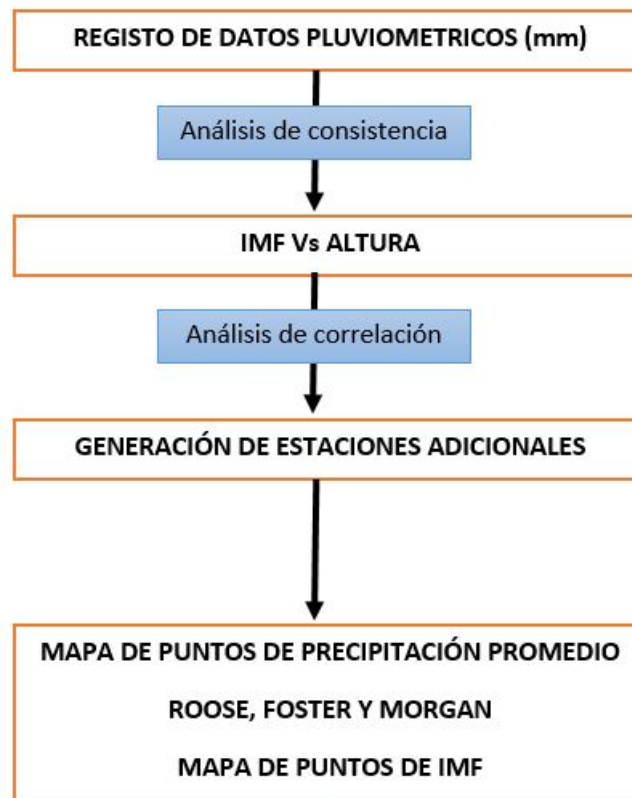 REGISTO DE DATOS PLUVIOMETRICOS (mm)
Análisis de consistencia
IMF Vs ALTURA
Análisis de correlación
GENERACIÓN DE ESTACIONES ADICIONALES
MAPA DE PUNTOS DE PRECIPITACIÓN PROMEDIO
ROOSE, FOSTER Y MORGAN
MAPA DE PUNTOS DE IMF